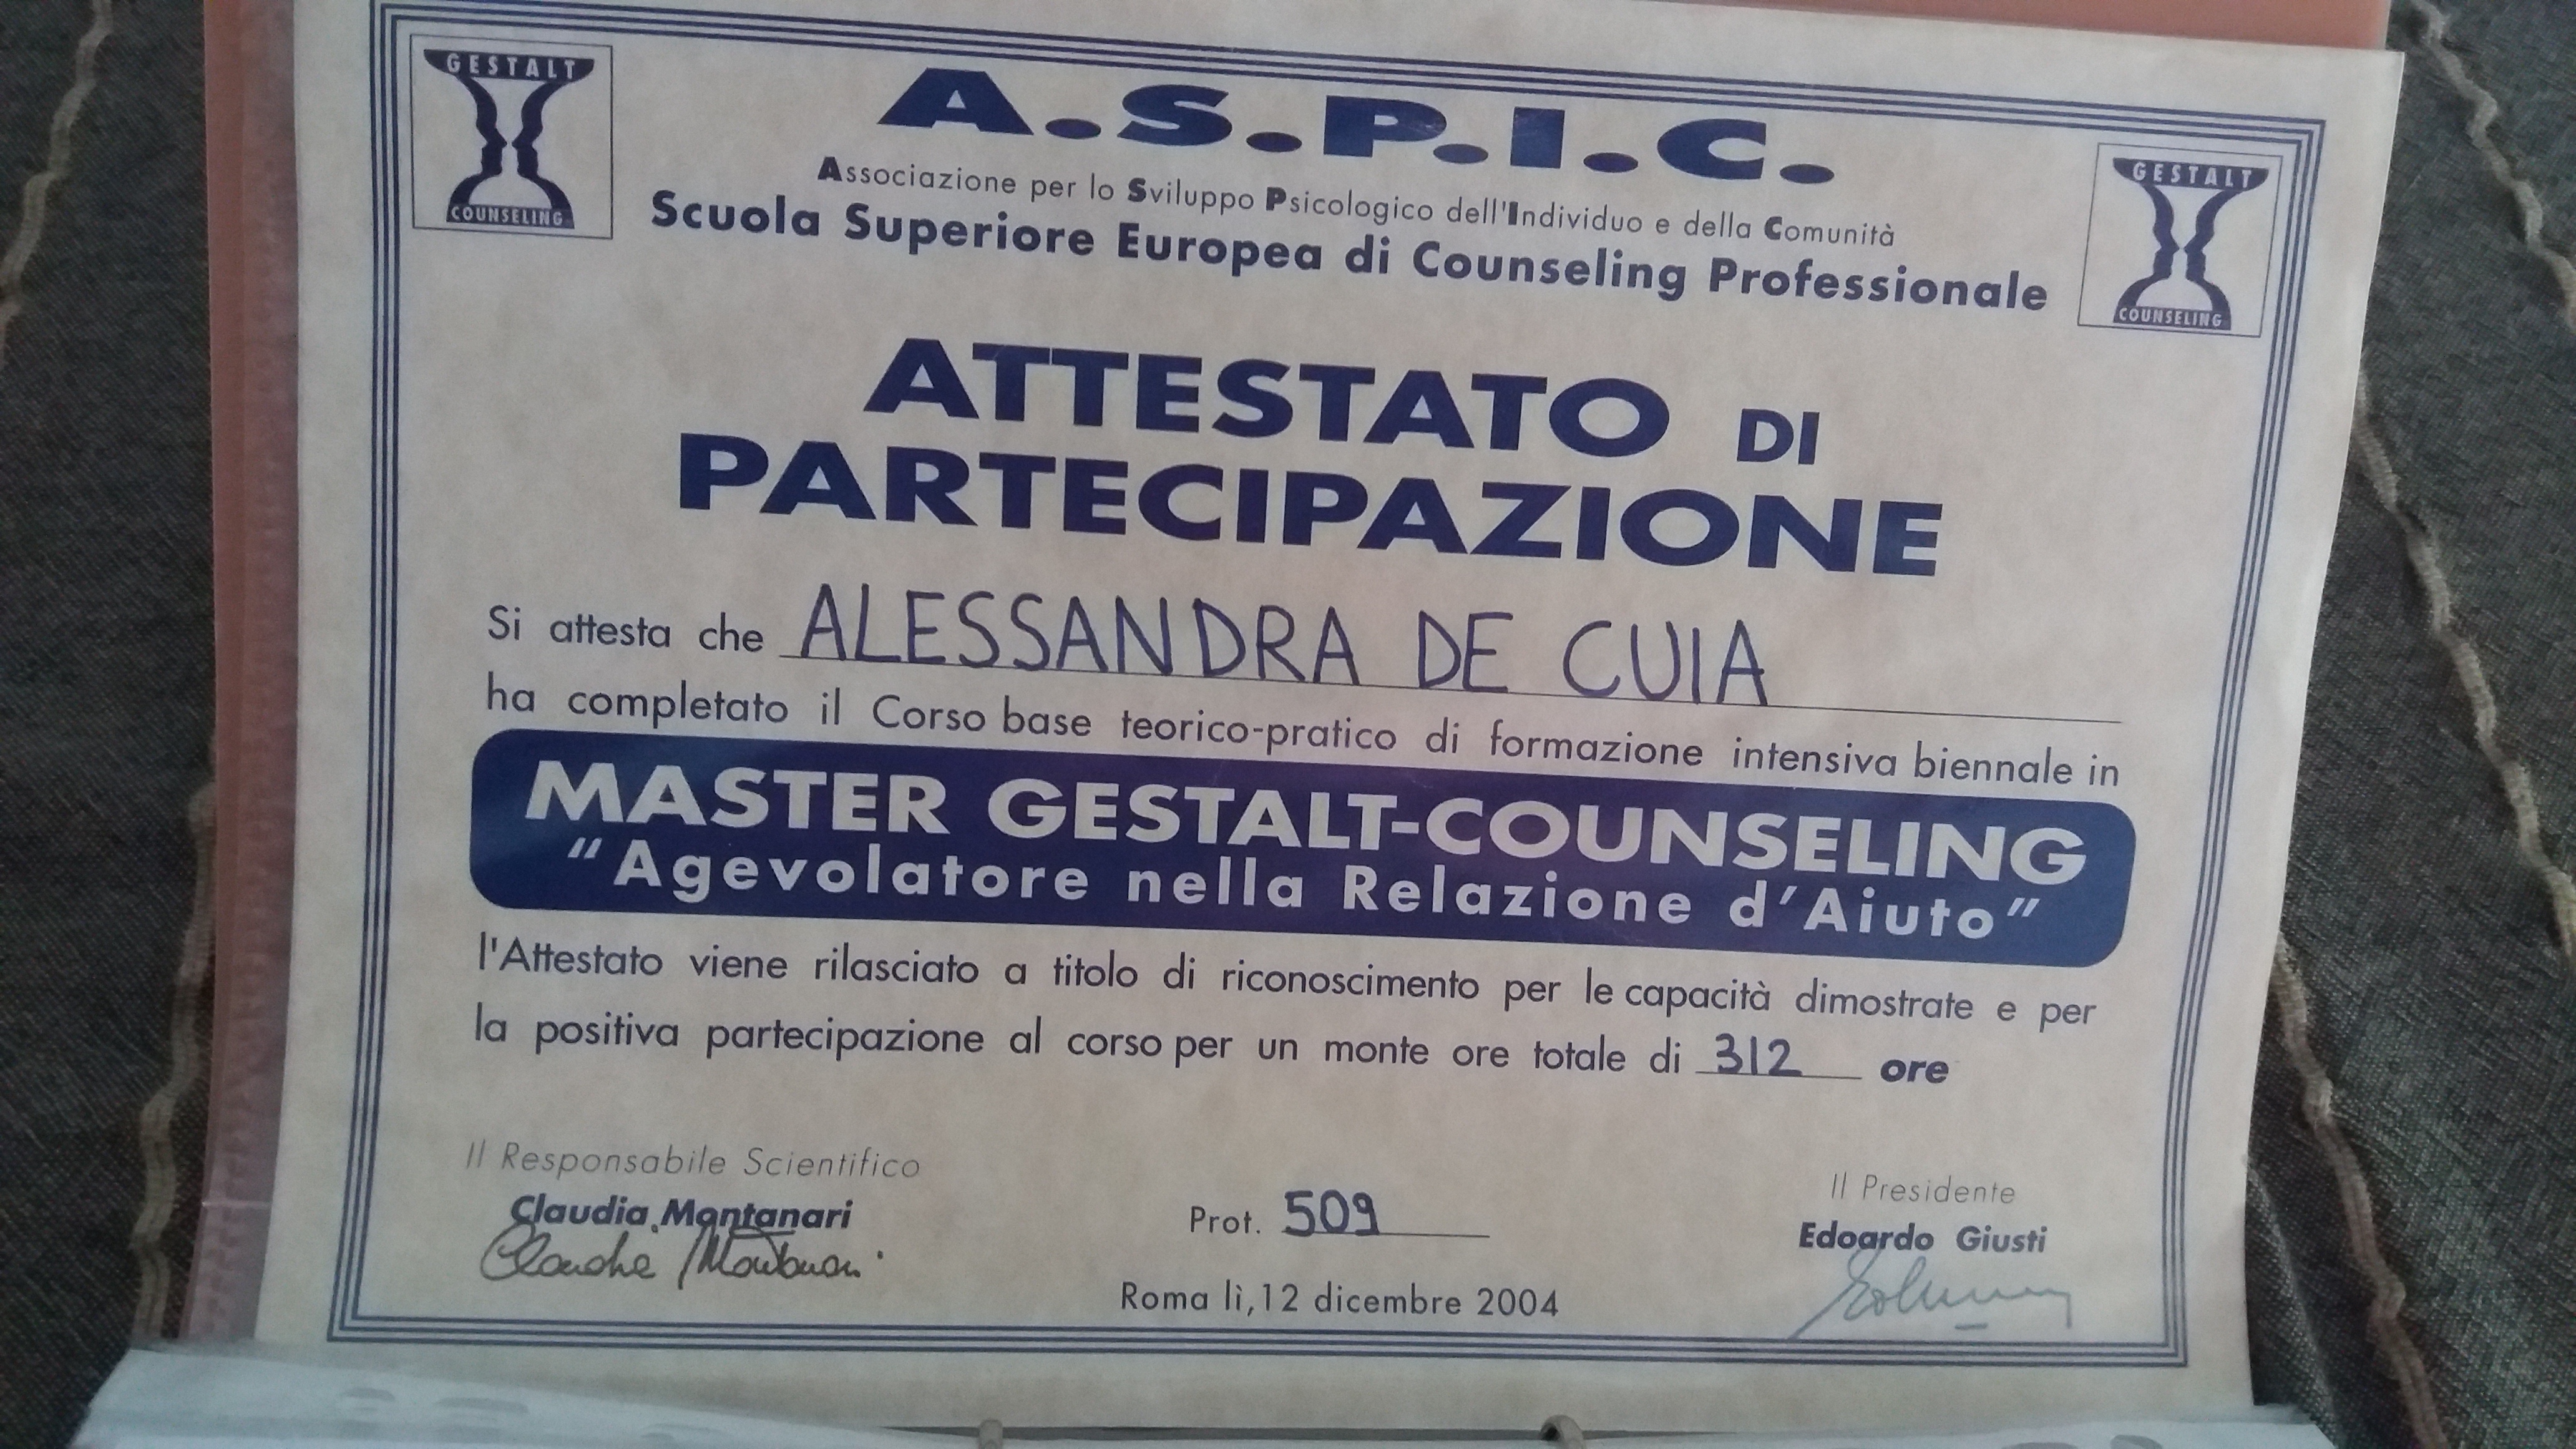 GESTALT
COUNSELING
A.S.P.I.C.
Associazione per lo Sviluppo Psicologico dell'Individuo e della Comunità
Scuola Superiore Europea di Counseling Professionale
GESTALT
COUNSELING
ATTESTATO DI
PARTECIPAZIONE
Si attesta che ALESSANDRA DE CUIA
ha completato il Corso base teorico-pratico di formazione intensiva biennale in
MASTER GESTALT-COUNSELING
"Agevolatore nella Relazione d'Aiuto"
l'Attestato viene rilasciato a titolo di riconoscimento per le capacità dimostrate e per
la positiva partecipazione al corso per un monte ore totale di 312 ore
Il Responsabile Scientifico
Claudia Montanari
Claudia Montanari
Prot. 509
Roma lì, 12 dicembre 2004
Il Presidente
Edoardo Giusti